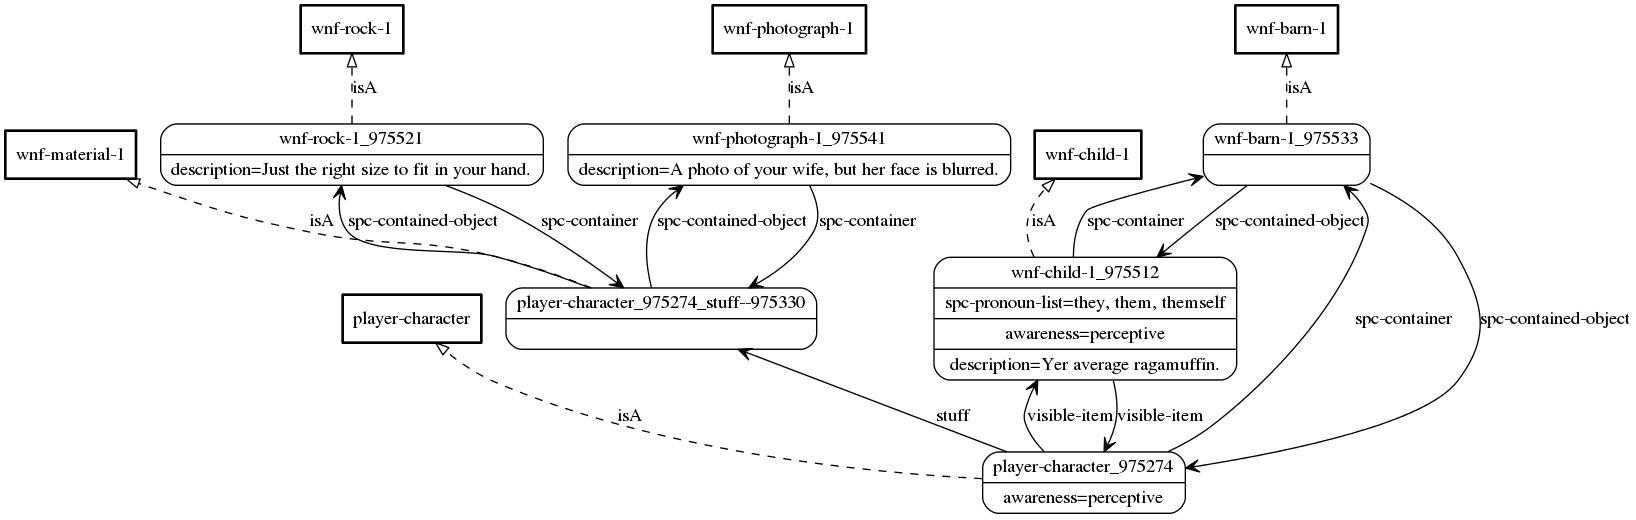 wnf-rock-1
wnf-photograph-1
wnf-barn-1
isA
isA
isA
wnf-material-1
wnf-rock-1_975521
description=Just the right size to fit in your hand.
wnf-photograph-1_975541
description=A photo of your wife, but her face is blurred.
wnf-child-1
wnf-barn-1_975533
isA
spc-contained-object
spc-container
spc-contained-object
spc-container
isA
spc-container
spc-contained-object
player-character_975274_stuff--975330
wnf-child-1_975512
spc-pronoun-list=they, them, themself
awareness=perceptive
description=Yer average ragamuffin.
player-character
spc-container
spc-contained-object
isA
stuff
visible-item
visible-item
player-character_975274
awareness=perceptive